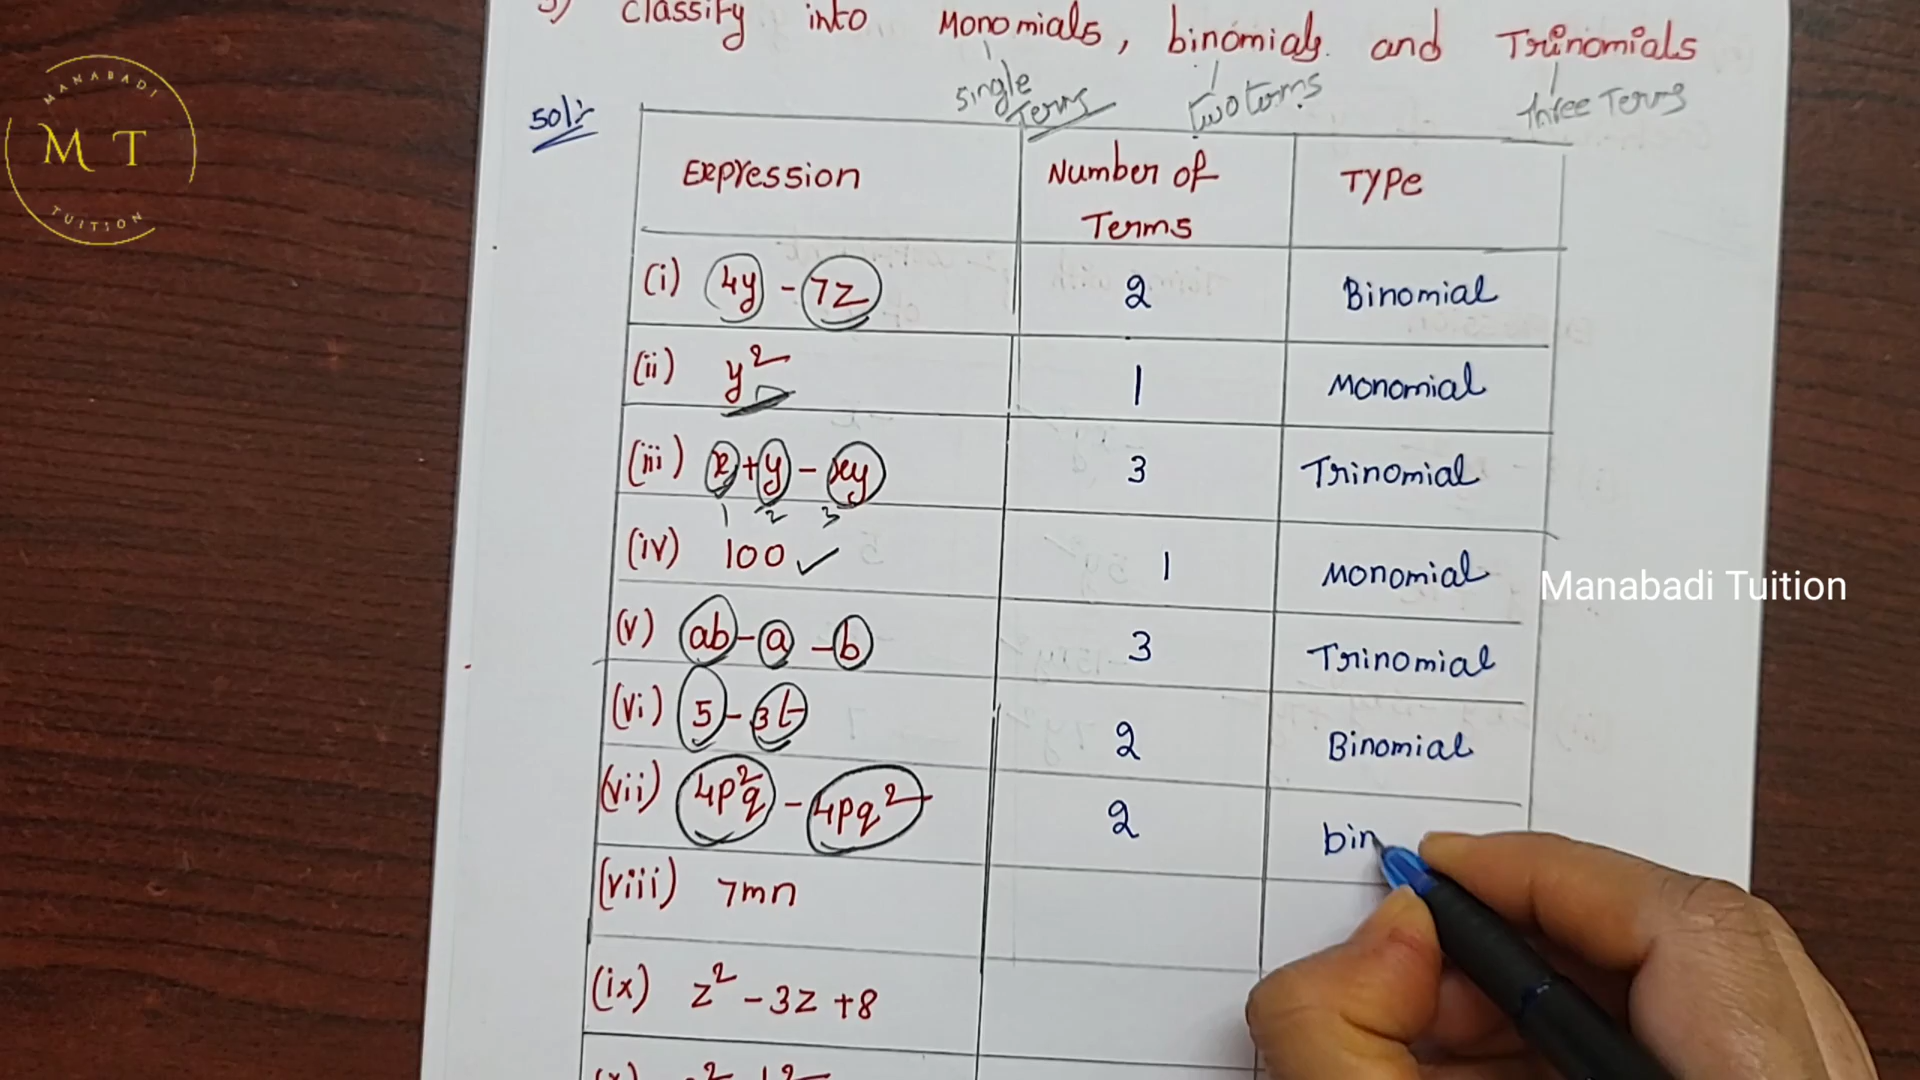 classify into Monomials, binomials. and Trinomials
single Terms
two terms
three Terms
MANABADI
M T
TUITION
Sol:-
Expression Number of Terms Type
(i) 4y - 7z 2 Binomial
(ii) y² 1 Monomial
(iii) x + y - xy 3 Trinomial
1 2 3
(iv) 100 ✓ 1 Monomial
Manabadi Tuition
(v) ab - a - b 3 Trinomial
(vi) 5 - 3t 2 Binomial
(vii) 4p²q - 4pq² 2 bin
(viii) 7mn
(ix) z² - 3z + 8